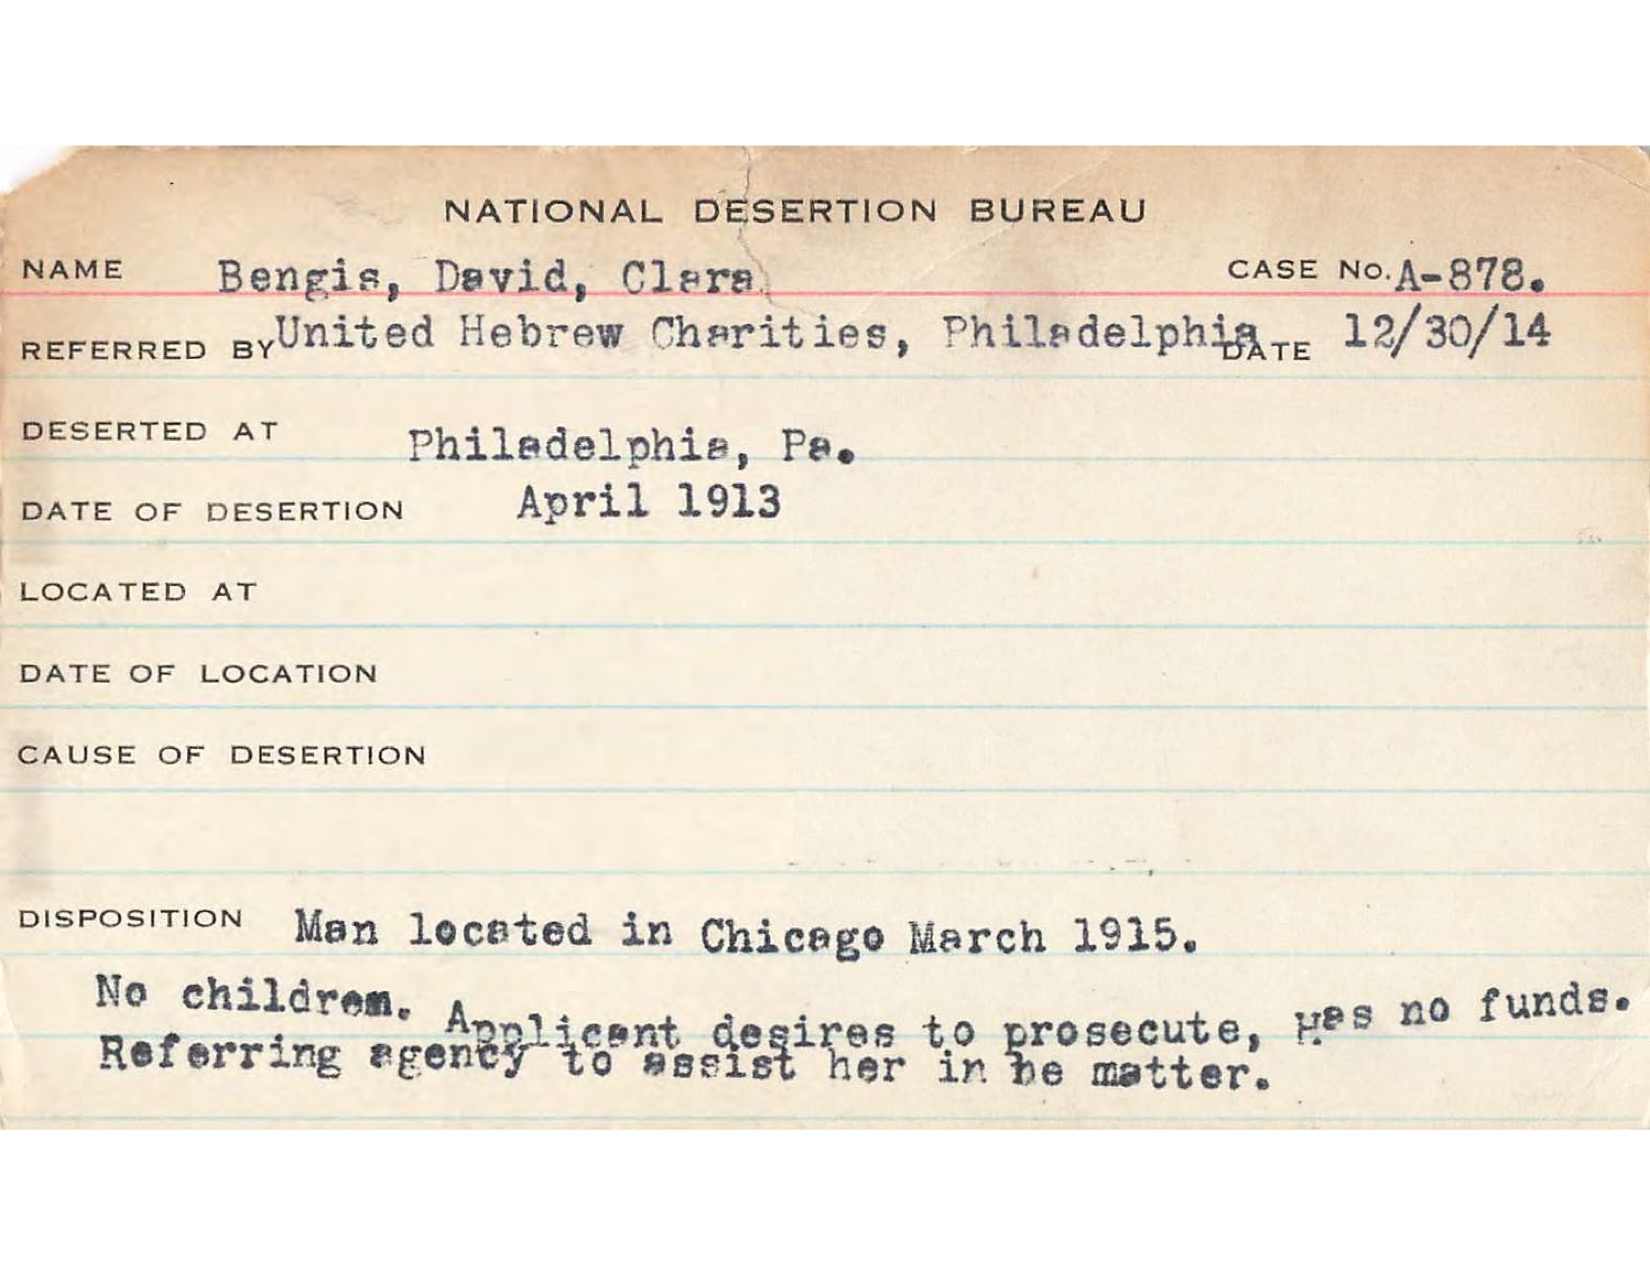 NATIONAL DESERTION BUREAU
NAME Bengis, David, Clara CASE No. A-878.
REFERRED BY United Hebrew Charities, Philadelphia DATE 12/30/14
DESERTED AT Philadelphia, Pa.
DATE OF DESERTION April 1913
LOCATED AT
DATE OF LOCATION
CAUSE OF DESERTION
DISPOSITION Man located in Chicago March 1915.
No children. Applicant desires to prosecute, has no funds.
Referring agency to assist her in he matter.